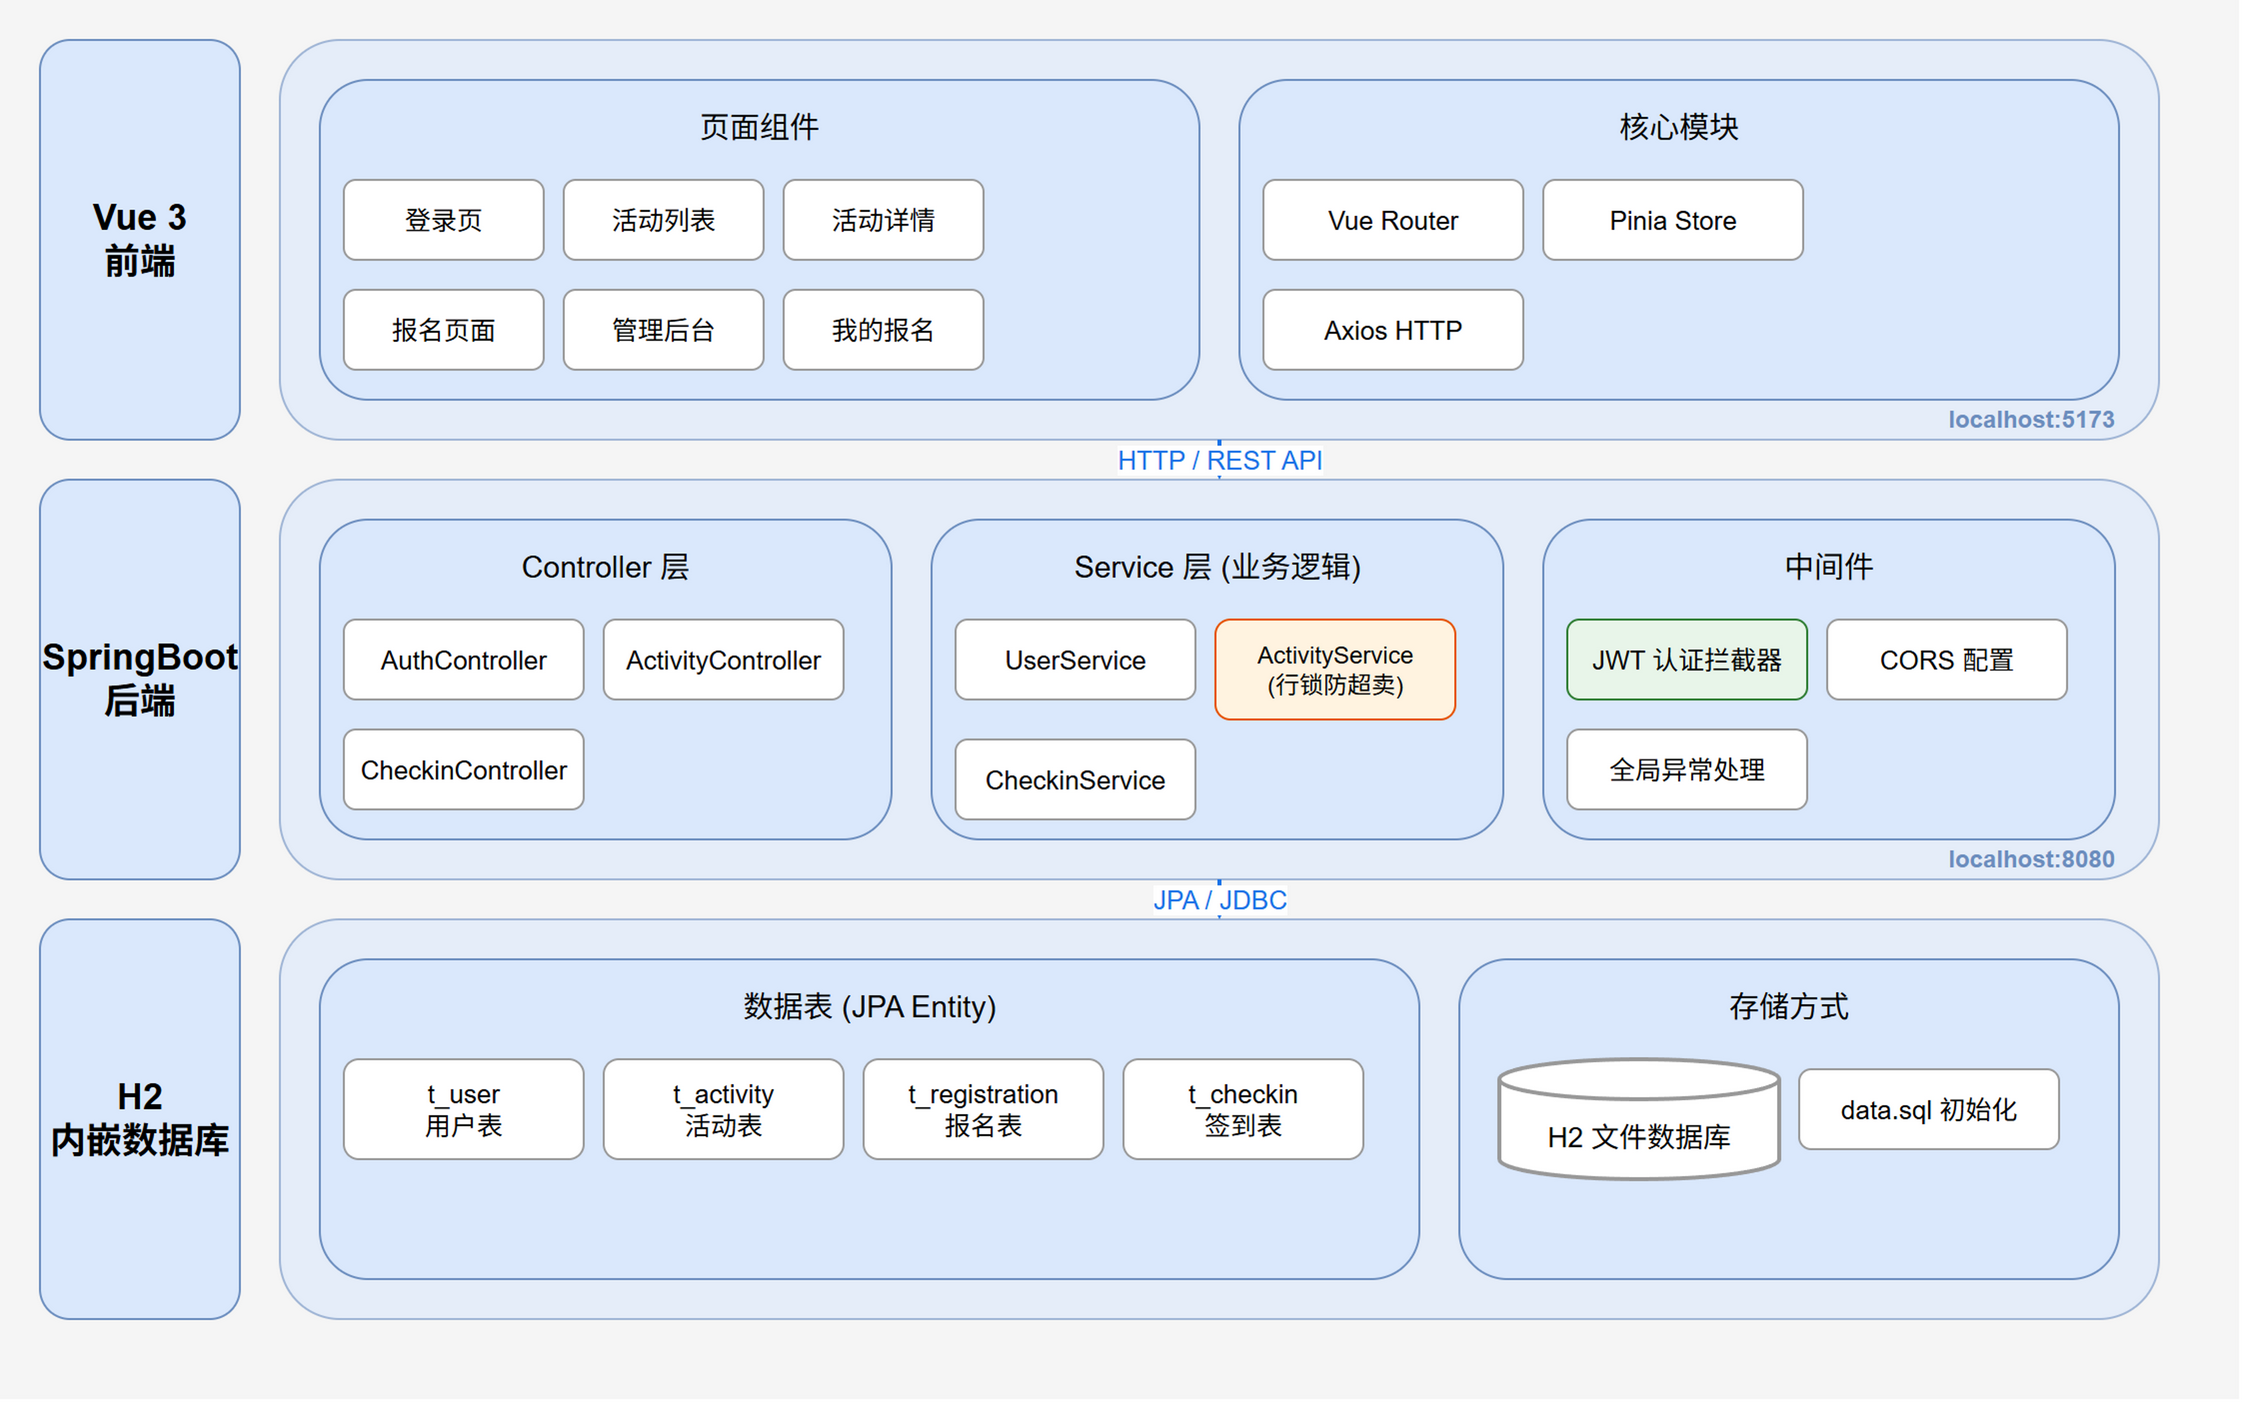 Vue 3
前端
页面组件
登录页
活动列表
活动详情
报名页面
管理后台
我的报名
核心模块
Vue Router
Pinia Store
Axios HTTP
localhost:5173
HTTP / REST API
SpringBoot
后端
Controller 层
AuthController
ActivityController
CheckinController
Service 层 (业务逻辑)
UserService
ActivityService
(行锁防超卖)
CheckinService
中间件
JWT 认证拦截器
CORS 配置
全局异常处理
localhost:8080
JPA / JDBC
H2
内嵌数据库
数据表 (JPA Entity)
t_user
用户表
t_activity
活动表
t_registration
报名表
t_checkin
签到表
存储方式
H2 文件数据库
data.sql 初始化